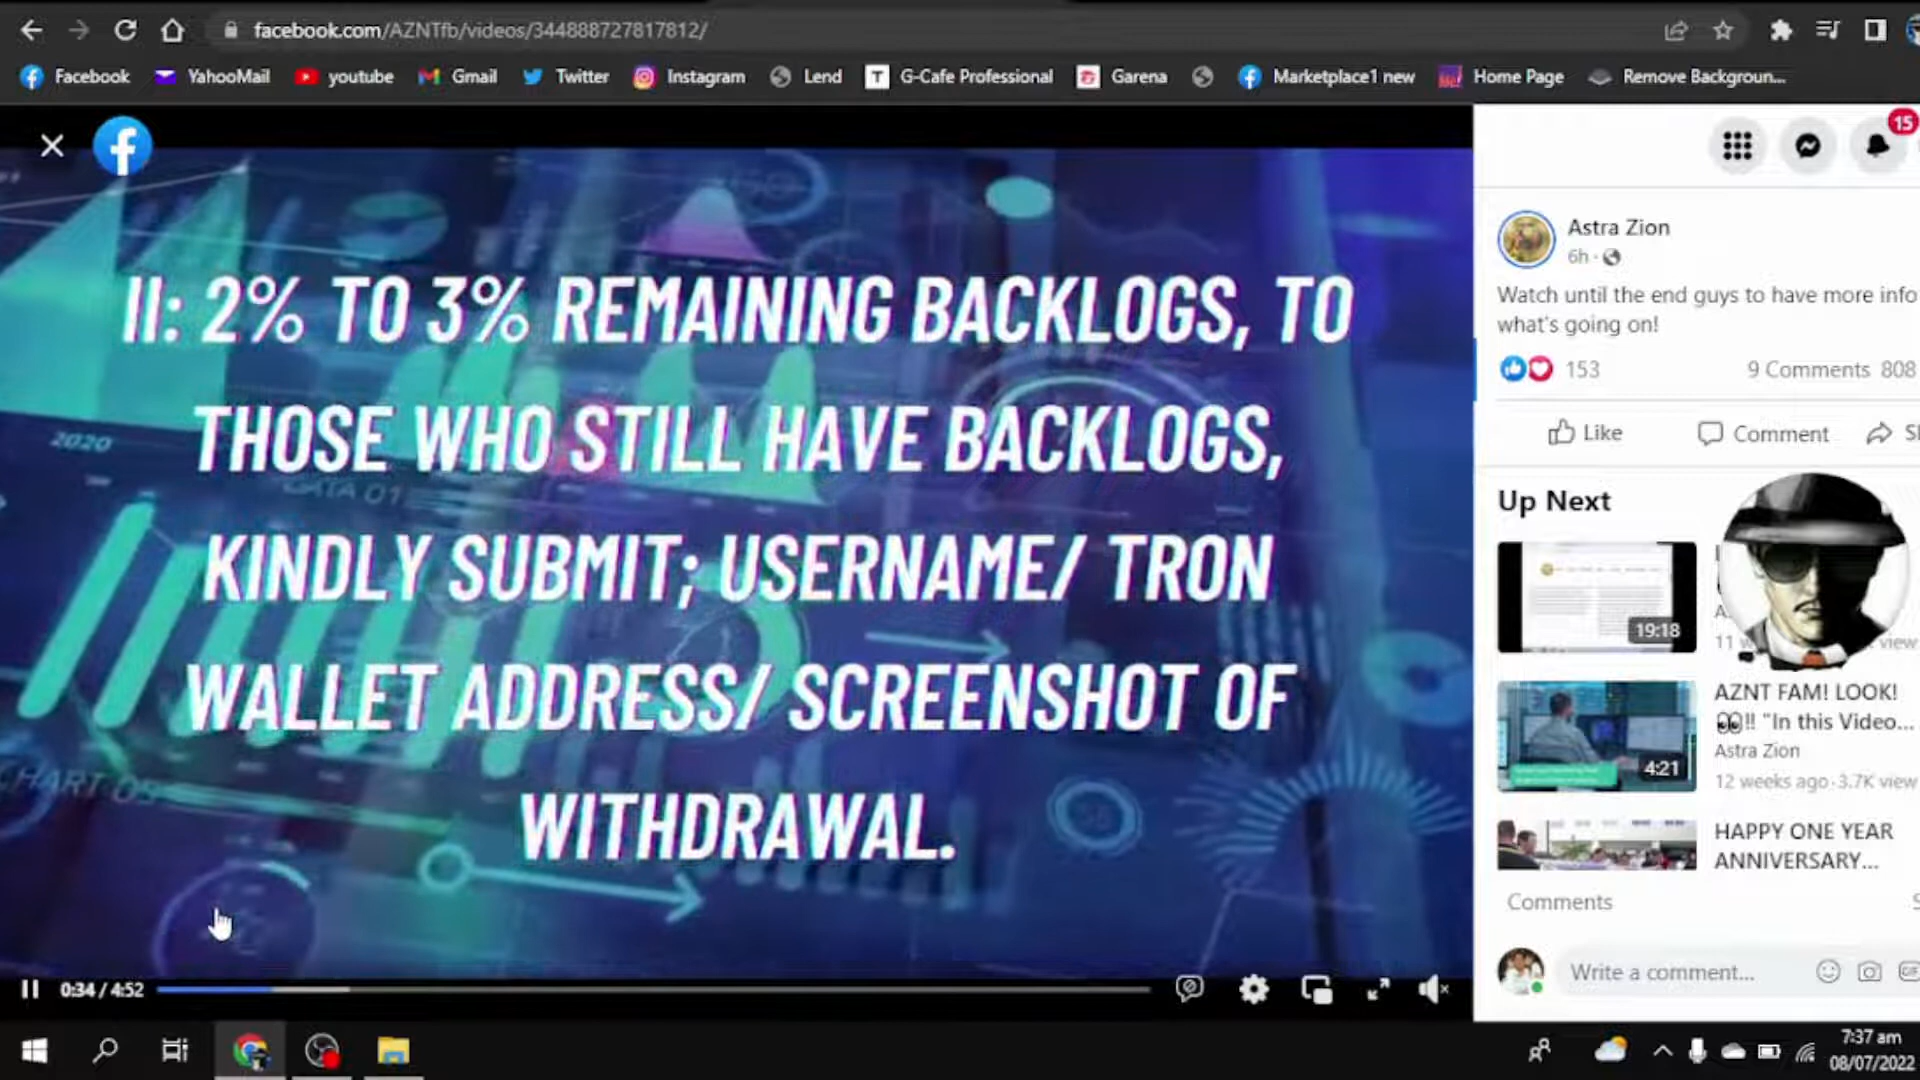 facebook.com/AZNTfb/videos/344888727817812/
Facebook YahooMail youtube Gmail Twitter Instagram Lend G-Cafe Professional Garena Marketplace1 new Home Page Remove Backgroun...
15
II: 2% TO 3% REMAINING BACKLOGS, TO
THOSE WHO STILL HAVE BACKLOGS,
KINDLY SUBMIT; USERNAME/ TRON
WALLET ADDRESS/ SCREENSHOT OF
WITHDRAWAL.
2020
DATA 01
CHART 05
0:34 / 4:52
Astra Zion
6h
Watch until the end guys to have more info
what's going on!
153 9 Comments 808
Like Comment
Up Next
19:18
view
AZNT FAM! LOOK!
👀!! "In this Video...
Astra Zion
12 weeks ago · 3.7K view
4:21
HAPPY ONE YEAR
ANNIVERSARY...
Comments
Write a comment...
7:37 am
08/07/2022